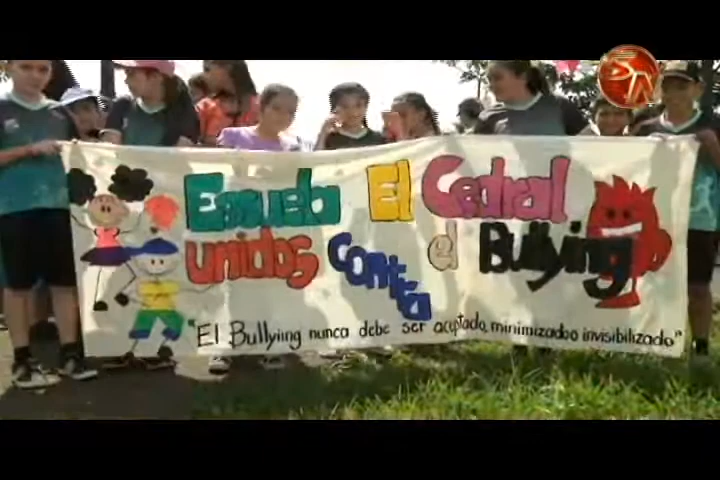 Escuela El Cedral
unidos contra el Bullying
"El Bullying nunca debe ser aceptado, minimizado o invisibilizado"